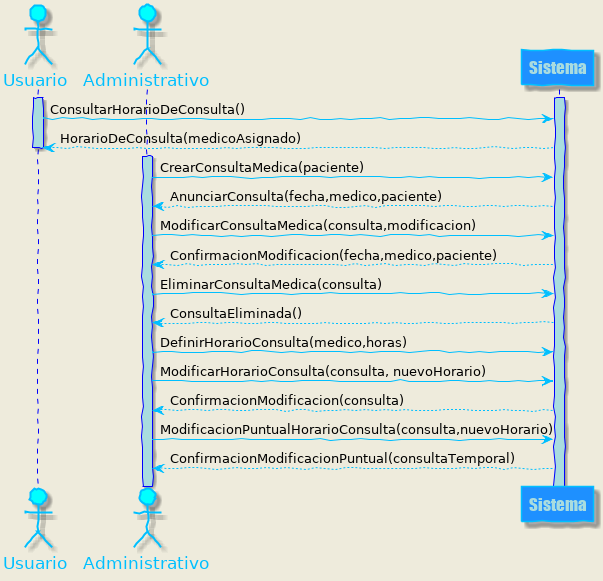 Usuario
Administrativo
Sistema
ConsultarHorarioDeConsulta()
HorarioDeConsulta(medicoAsignado)
CrearConsultaMedica(paciente)
AnunciarConsulta(fecha,medico,paciente)
ModificarConsultaMedica(consulta,modificacion)
ConfirmacionModificacion(fecha,medico,paciente)
EliminarConsultaMedica(consulta)
ConsultaEliminada()
DefinirHorarioConsulta(medico,horas)
ModificarHorarioConsulta(consulta, nuevoHorario)
ConfirmacionModificacion(consulta)
ModificacionPuntualHorarioConsulta(consulta,nuevoHorario)
ConfirmacionModificacionPuntual(consultaTemporal)
Usuario
Administrativo
Sistema